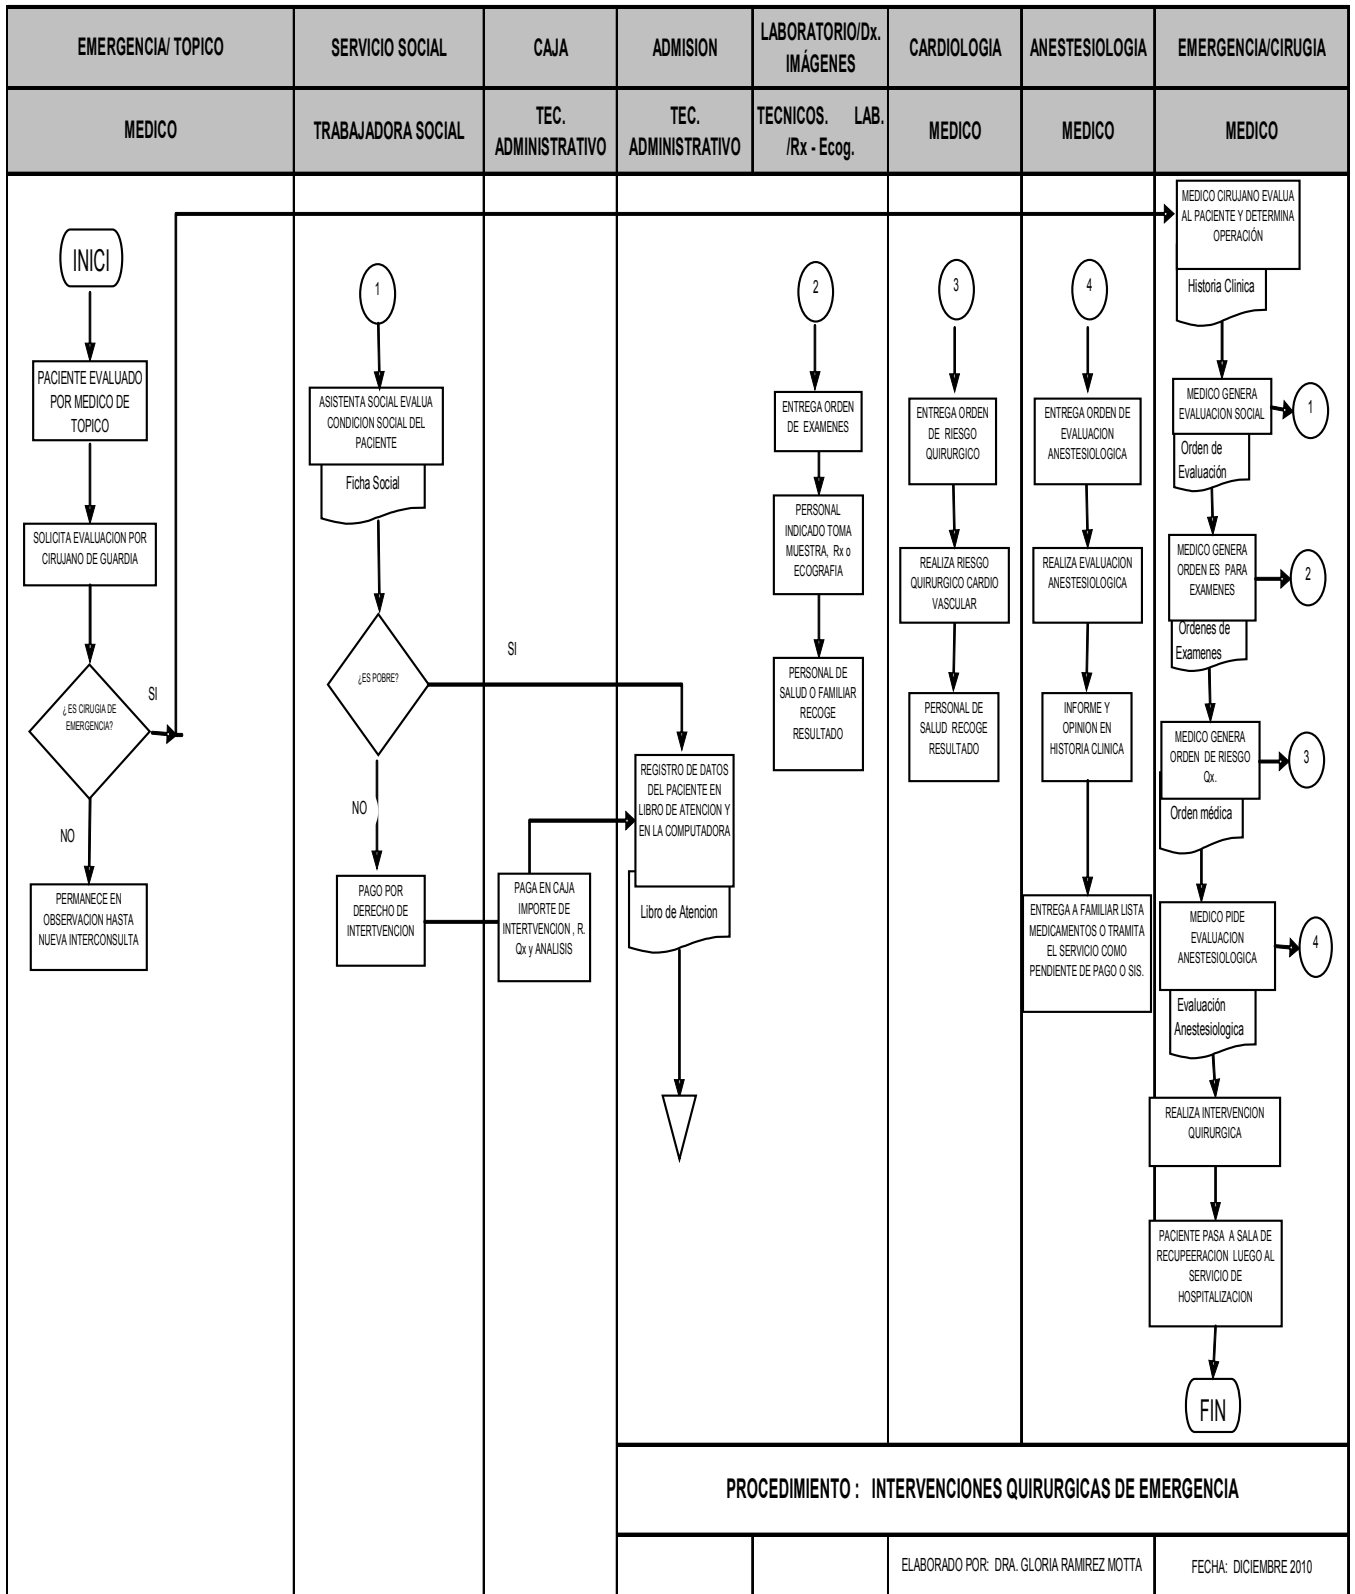 EMERGENCIA/ TOPICO
SERVICIO SOCIAL
CAJA
ADMISION
LABORATORIO/Dx.
IMÁGENES
CARDIOLOGIA
ANESTESIOLOGIA
EMERGENCIA/CIRUGIA
MEDICO
TRABAJADORA SOCIAL
TEC.
ADMINISTRATIVO
TEC.
ADMINISTRATIVO
TECNICOS. LAB.
/Rx - Ecog.
MEDICO
MEDICO
MEDICO
INICI
PACIENTE EVALUADO
POR MEDICO DE
TOPICO
SOLICITA EVALUACION POR
CIRUJANO DE GUARDIA
¿ ES CIRUGIA DE
EMERGENCIA?
SI
NO
PERMANECE EN
OBSERVACION HASTA
NUEVA INTERCONSULTA
1
ASISTENTA SOCIAL EVALUA
CONDICION SOCIAL DEL
PACIENTE
Ficha Social
¿ES POBRE?
SI
NO
PAGO POR
DERECHO DE
INTERTVENCION
PAGA EN CAJA
IMPORTE DE
INTERTVENCION , R.
Qx y ANALISIS
REGISTRO DE DATOS
DEL PACIENTE EN
LIBRO DE ATENCION Y
EN LA COMPUTADORA
Libro de Atencion
2
ENTREGA ORDEN
DE EXAMENES
PERSONAL
INDICADO TOMA
MUESTRA, Rx o
ECOGRAFIA
PERSONAL DE
SALUD O FAMILIAR
RECOGE
RESULTADO
3
ENTREGA ORDEN
DE RIESGO
QUIRURGICO
REALIZA RIESGO
QUIRURGICO CARDIO
VASCULAR
PERSONAL DE
SALUD RECOGE
RESULTADO
4
ENTREGA ORDEN DE
EVALUACION
ANESTESIOLOGICA
REALIZA EVALUACION
ANESTESIOLOGICA
INFORME Y
OPINION EN
HISTORIA CLINICA
ENTREGA A FAMILIAR LISTA
MEDICAMENTOS O TRAMITA
EL SERVICIO COMO
PENDIENTE DE PAGO O SIS.
MEDICO CIRUJANO EVALUA
AL PACIENTE Y DETERMINA
OPERACIÓN
Historia Clinica
MEDICO GENERA
EVALUACION SOCIAL
1
Orden de
Evaluación
MEDICO GENERA
ORDEN ES PARA
EXAMENES
2
Ordenes de
Examenes
MEDICO GENERA
ORDEN DE RIESGO
Qx.
3
Orden médica
MEDICO PIDE
EVALUACION
ANESTESIOLOGICA
4
Evaluación
Anestesiologica
REALIZA INTERVENCION
QUIRURGICA
PACIENTE PASA A SALA DE
RECUPEERACION LUEGO AL
SERVICIO DE
HOSPITALIZACION
FIN
PROCEDIMIENTO : INTERVENCIONES QUIRURGICAS DE EMERGENCIA
ELABORADO POR: DRA. GLORIA RAMIREZ MOTTA
FECHA: DICIEMBRE 2010